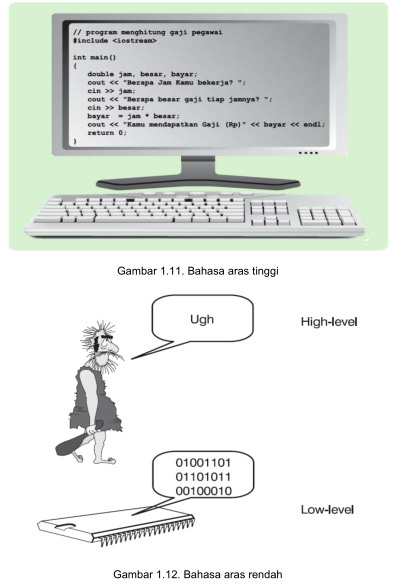 // program menghitung gaji pegawai
#include <iostream>
int main()
{
double jam, besar, bayar;
cout << "Berapa Jam Kamu bekerja? ";
cin >> jam;
cout << "Berapa besar gaji tiap jamnya? ";
cin >> besar;
bayar = jam * besar;
cout << "Kamu mendapatkan Gaji (Rp)" << bayar << endl;
return 0;
}
Gambar 1.11. Bahasa aras tinggi
Ugh
High-level
01001101
01101011
00100010
Low-level
Gambar 1.12. Bahasa aras rendah